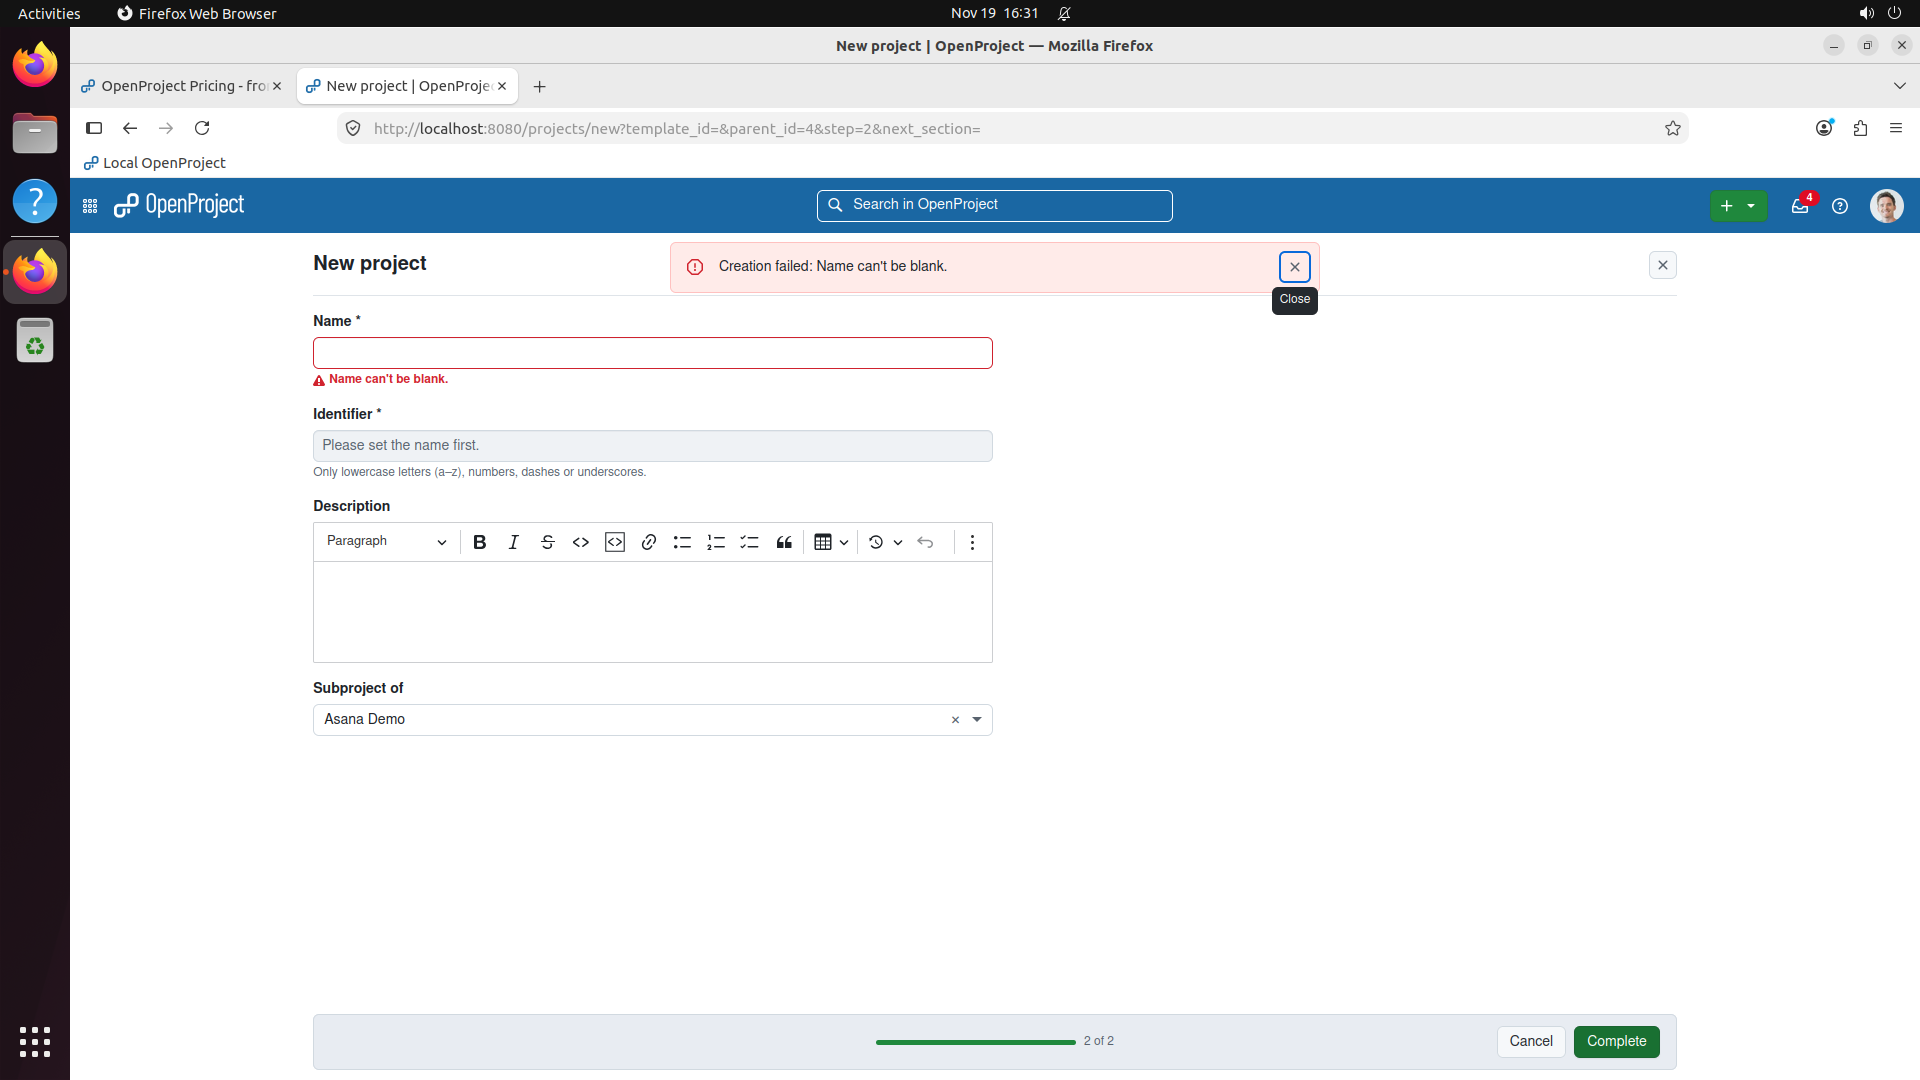 Activities
Firefox Web Browser
Nov 19 16:31
New project | OpenProject — Mozilla Firefox
OpenProject Pricing - fro
New project | OpenProje
http://localhost:8080/projects/new?template_id=&parent_id=4&step=2&next_section=
Local OpenProject
OpenProject
Search in OpenProject
4
New project
Creation failed: Name can't be blank.
Close
Name *
Name can't be blank.
Identifier *
Please set the name first.
Only lowercase letters (a–z), numbers, dashes or underscores.
Description
Paragraph
Subproject of
Asana Demo
2 of 2
Cancel
Complete